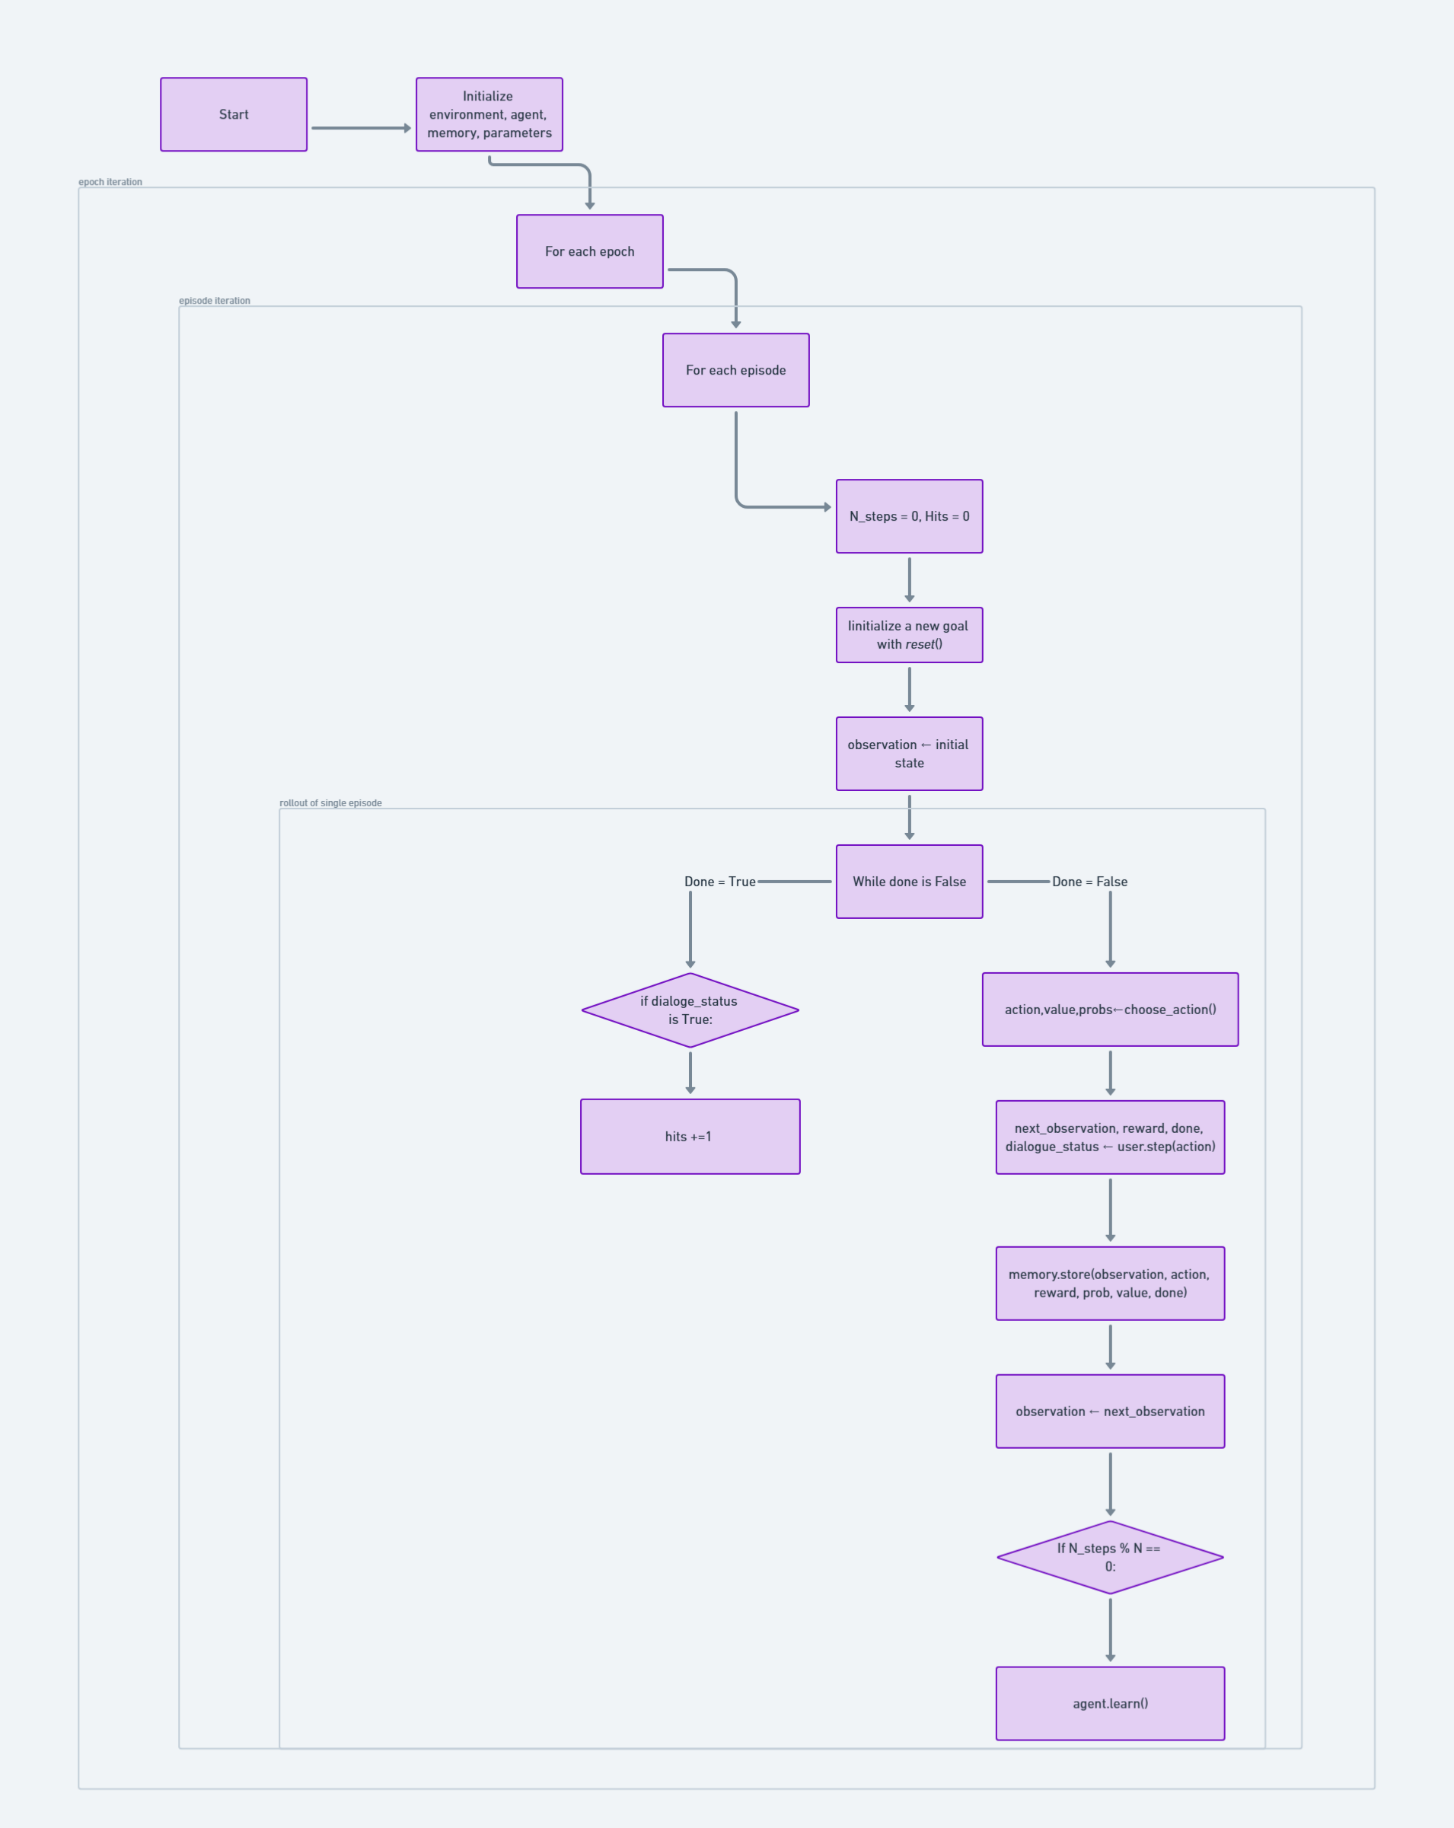 Start
Initialize
environment, agent,
memory, parameters
epoch iteration
For each epoch
episode iteration
For each episode
N_steps = 0, Hits = 0
Iinitialize a new goal
with reset()
observation ← initial
state
rollout of single episode
Done = True
While done is False
Done = False
if dialoge_status
is True:
action,value,probs←choose_action()
hits +=1
next_observation, reward, done,
dialogue_status ← user.step(action)
memory.store(observation, action,
reward, prob, value, done)
observation ← next_observation
If N_steps % N ==
0:
agent.learn()